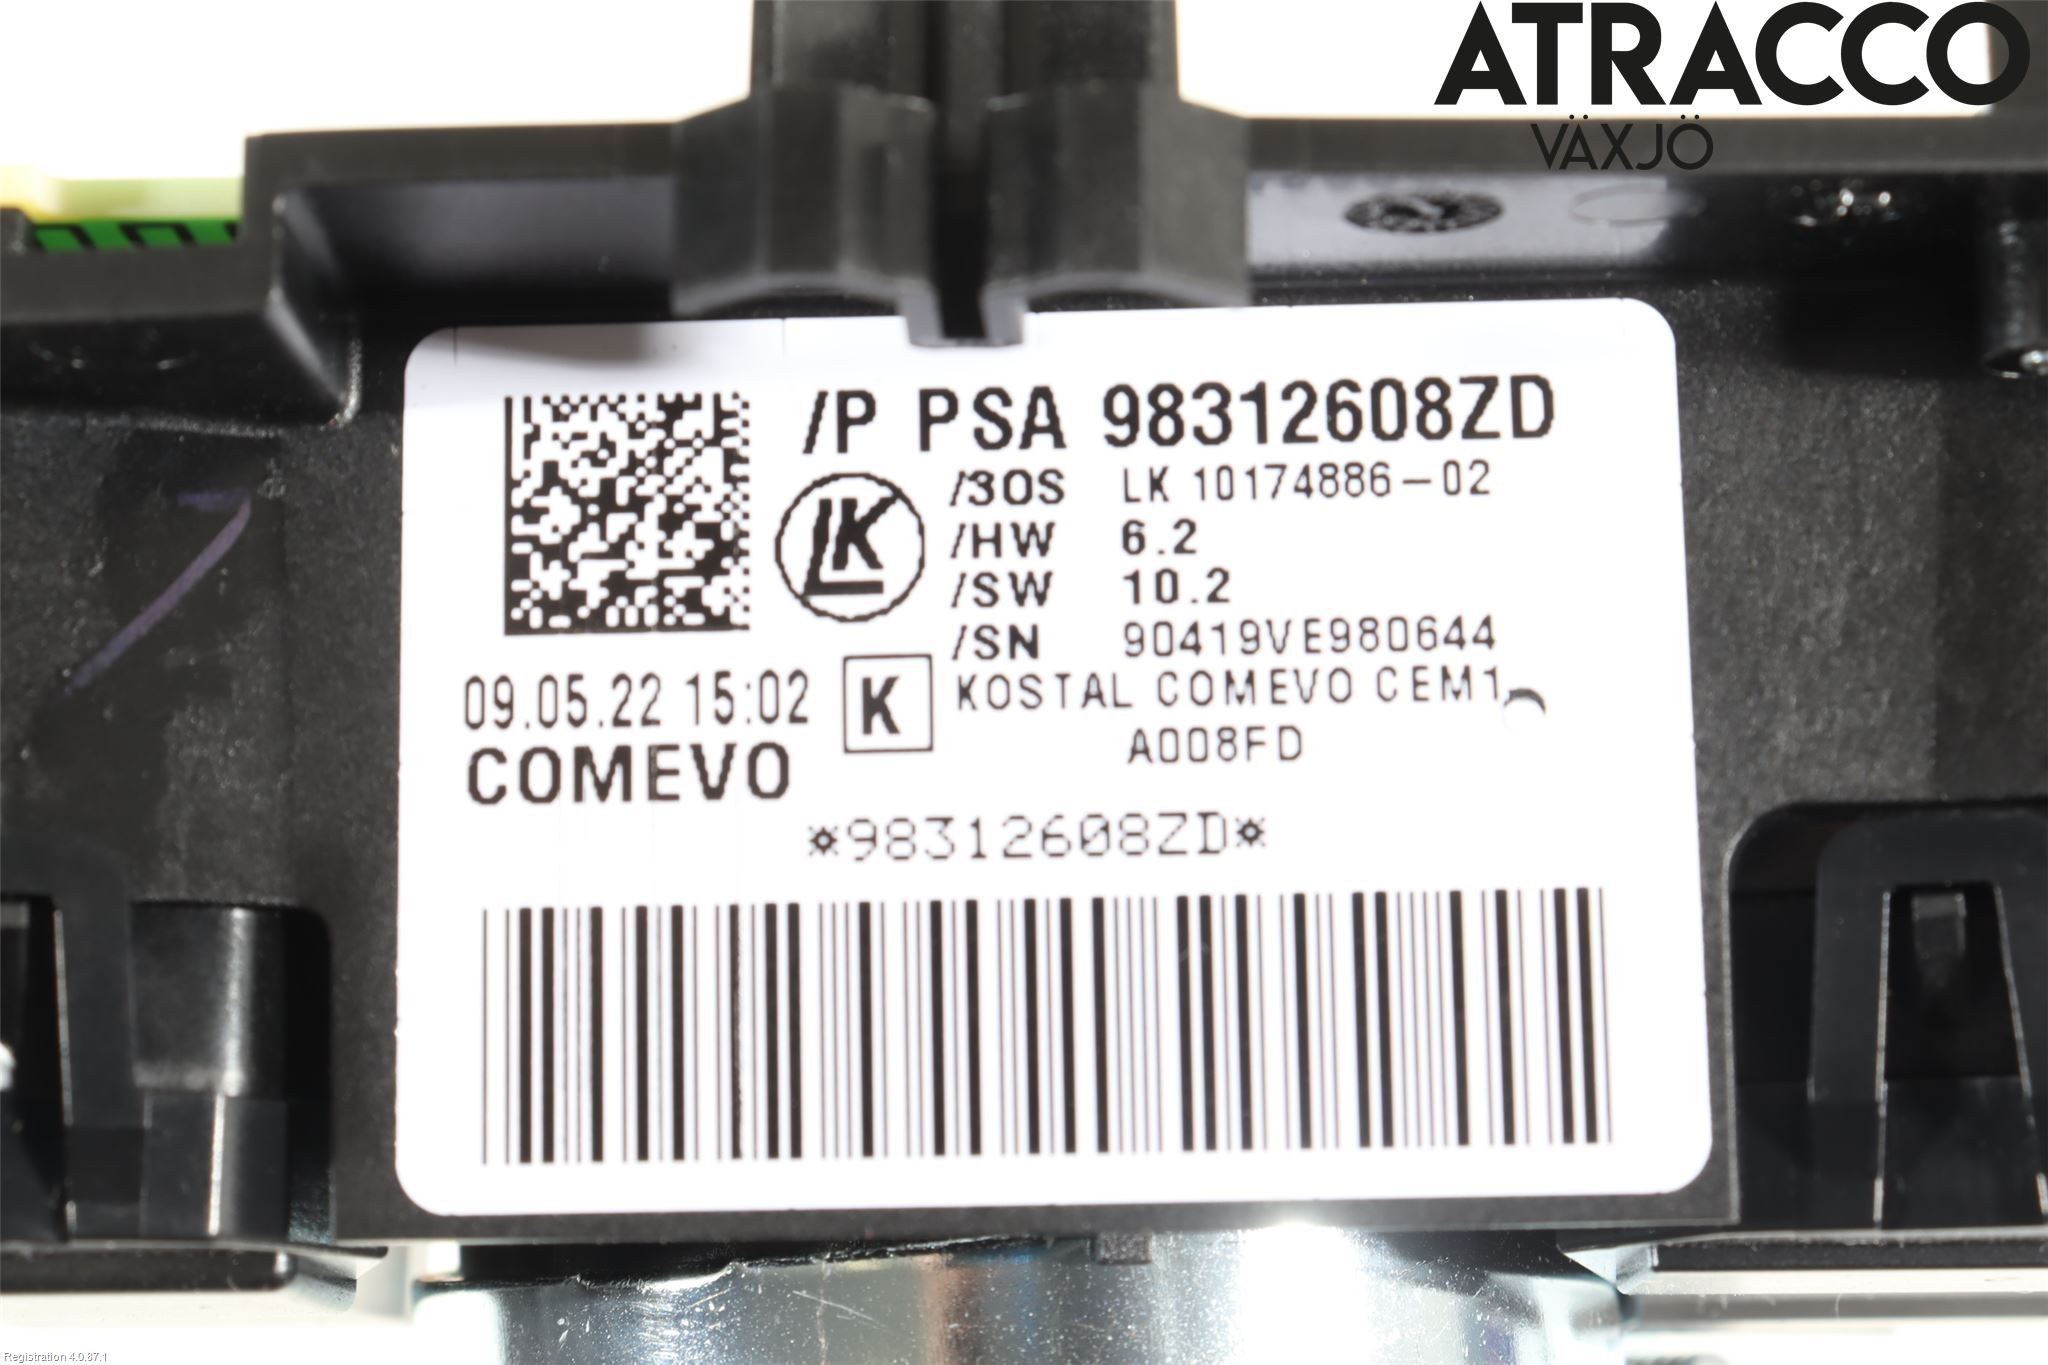 ATRACCO
VÄXJÖ
/P PSA 98312608ZD
LK
/30S LK 10174886-02
/HW 6.2
/SW 10.2
/SN 90419VE980644
09.05.22 15:02 K KOSTAL COMEVO CEM1
A008FD
COMEVO
*98312608ZD*
Registration 4.0.87.1